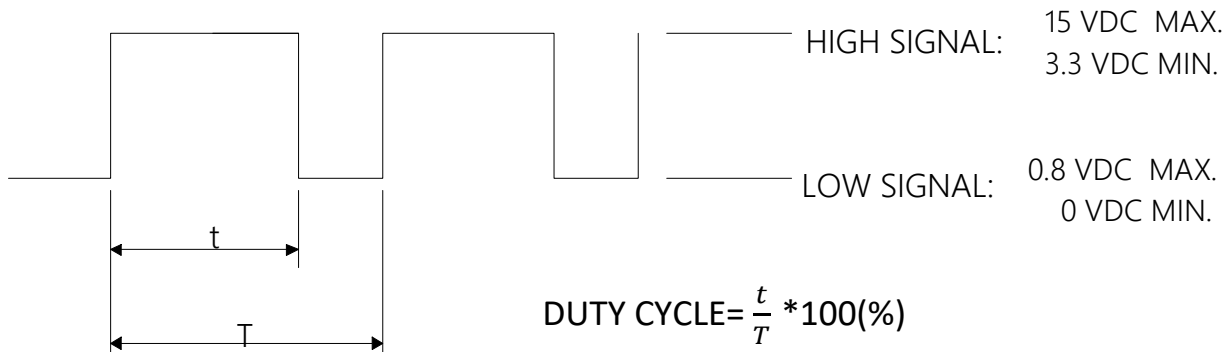 HIGH SIGNAL: 15 VDC MAX.
3.3 VDC MIN.
LOW SIGNAL: 0.8 VDC MAX.
0 VDC MIN.
t
T
DUTY CYCLE= t/T *100(%)